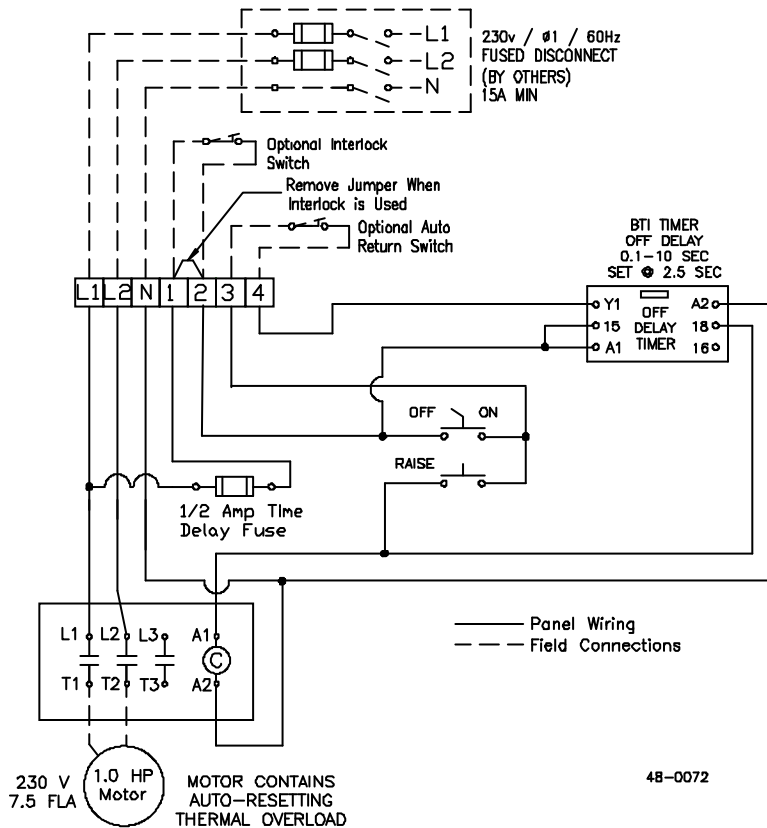 L1
L2
N
230v / ø1 / 60Hz
FUSED DISCONNECT
(BY OTHERS)
15A MIN
Optional Interlock
Switch
Remove Jumper When
Interlock is Used
Optional Auto
Return Switch
BTI TIMER
OFF DELAY
0.1-10 SEC
SET @ 2.5 SEC
L1 L2 N 1 2 3 4
Y1 A2
15 OFF 18
DELAY
A1 TIMER 16
OFF ON
RAISE
1/2 Amp Time
Delay Fuse
L1 L2 L3 A1
C
T1 T2 T3 A2
Panel Wiring
Field Connections
230 V
7.5 FLA
1.0 HP
Motor
MOTOR CONTAINS
AUTO-RESETTING
THERMAL OVERLOAD
48-0072